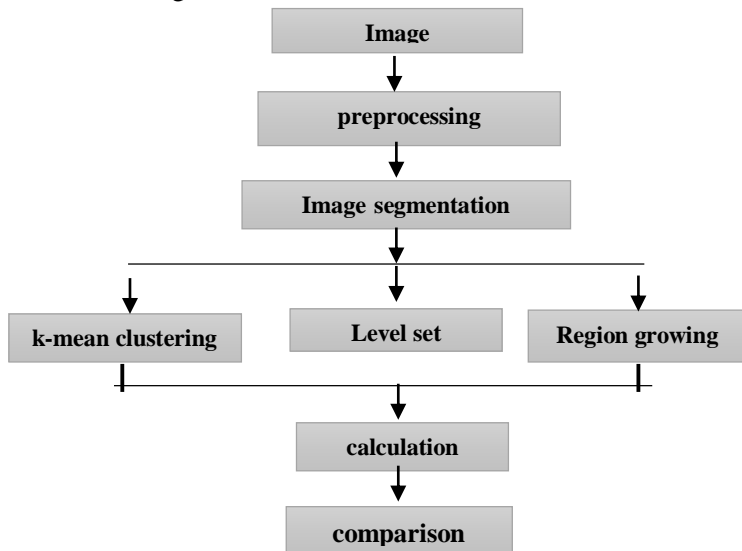 Image
preprocessing
Image segmentation
k-mean clustering
Level set
Region growing
calculation
comparison